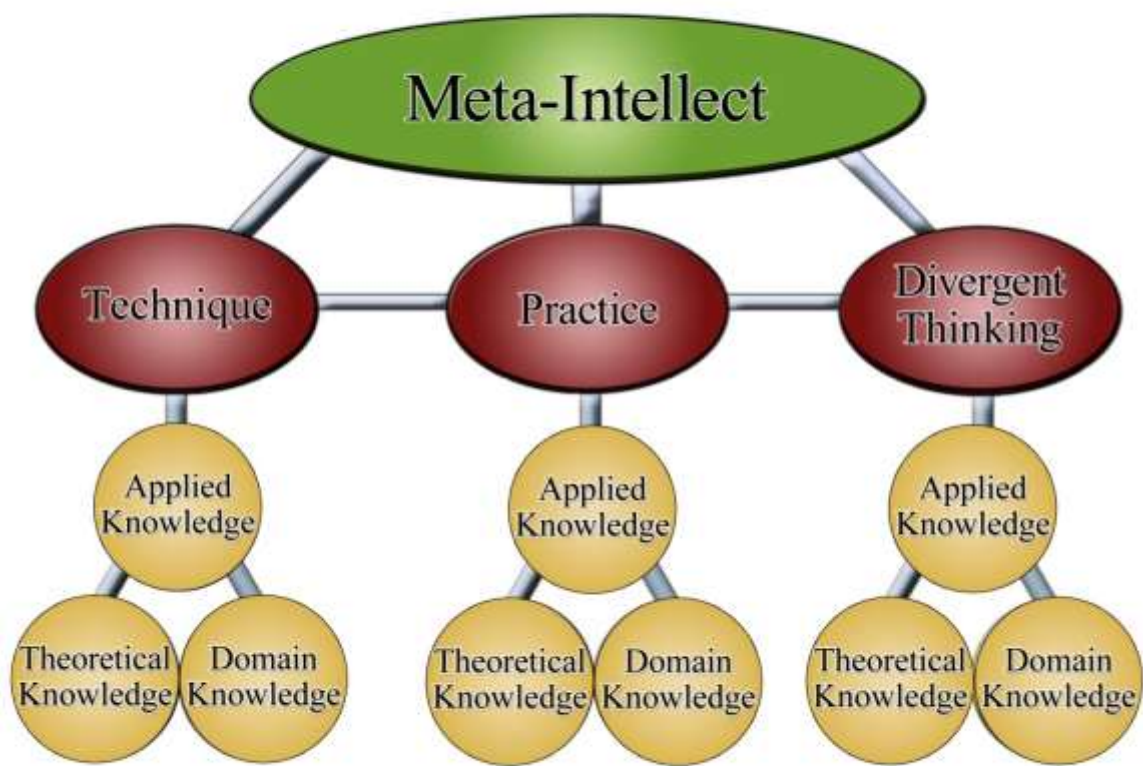 Meta-Intellect
Technique
Practice
Divergent
Thinking
Applied
Knowledge
Applied
Knowledge
Applied
Knowledge
Theoretical
Knowledge
Domain
Knowledge
Theoretical
Knowledge
Domain
Knowledge
Theoretical
Knowledge
Domain
Knowledge